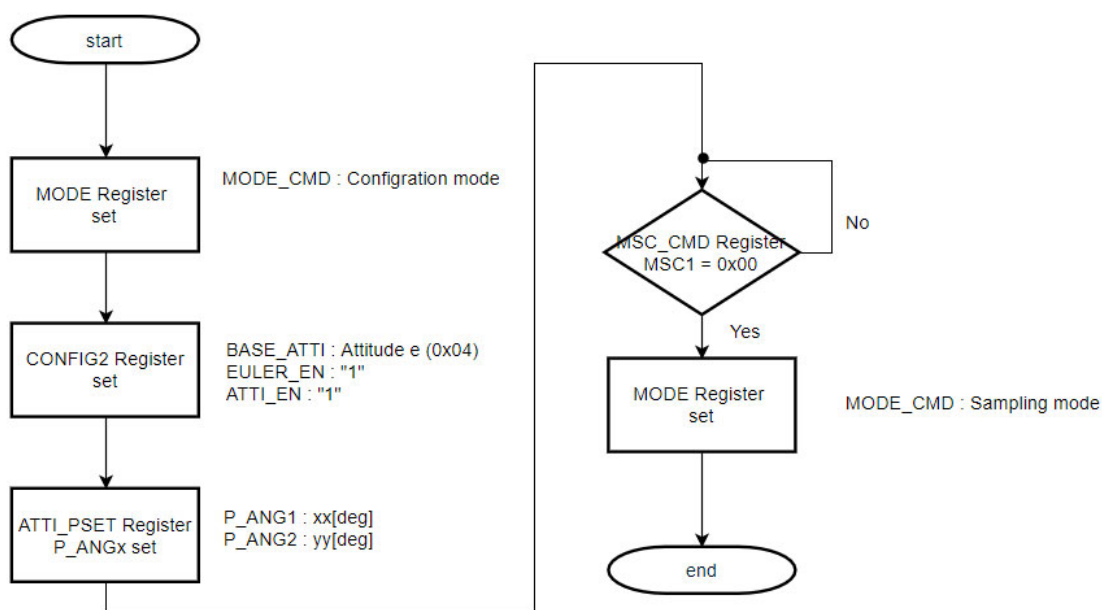 start
MODE Register
set
MODE_CMD : Configration mode
CONFIG2 Register
set
BASE_ATTI : Attitude e (0x04)
EULER_EN : "1"
ATTI_EN : "1"
ATTI_PSET Register
P_ANGx set
P_ANG1 : xx[deg]
P_ANG2 : yy[deg]
MSC_CMD Register
MSC1 = 0x00
No
Yes
MODE Register
set
MODE_CMD : Sampling mode
end